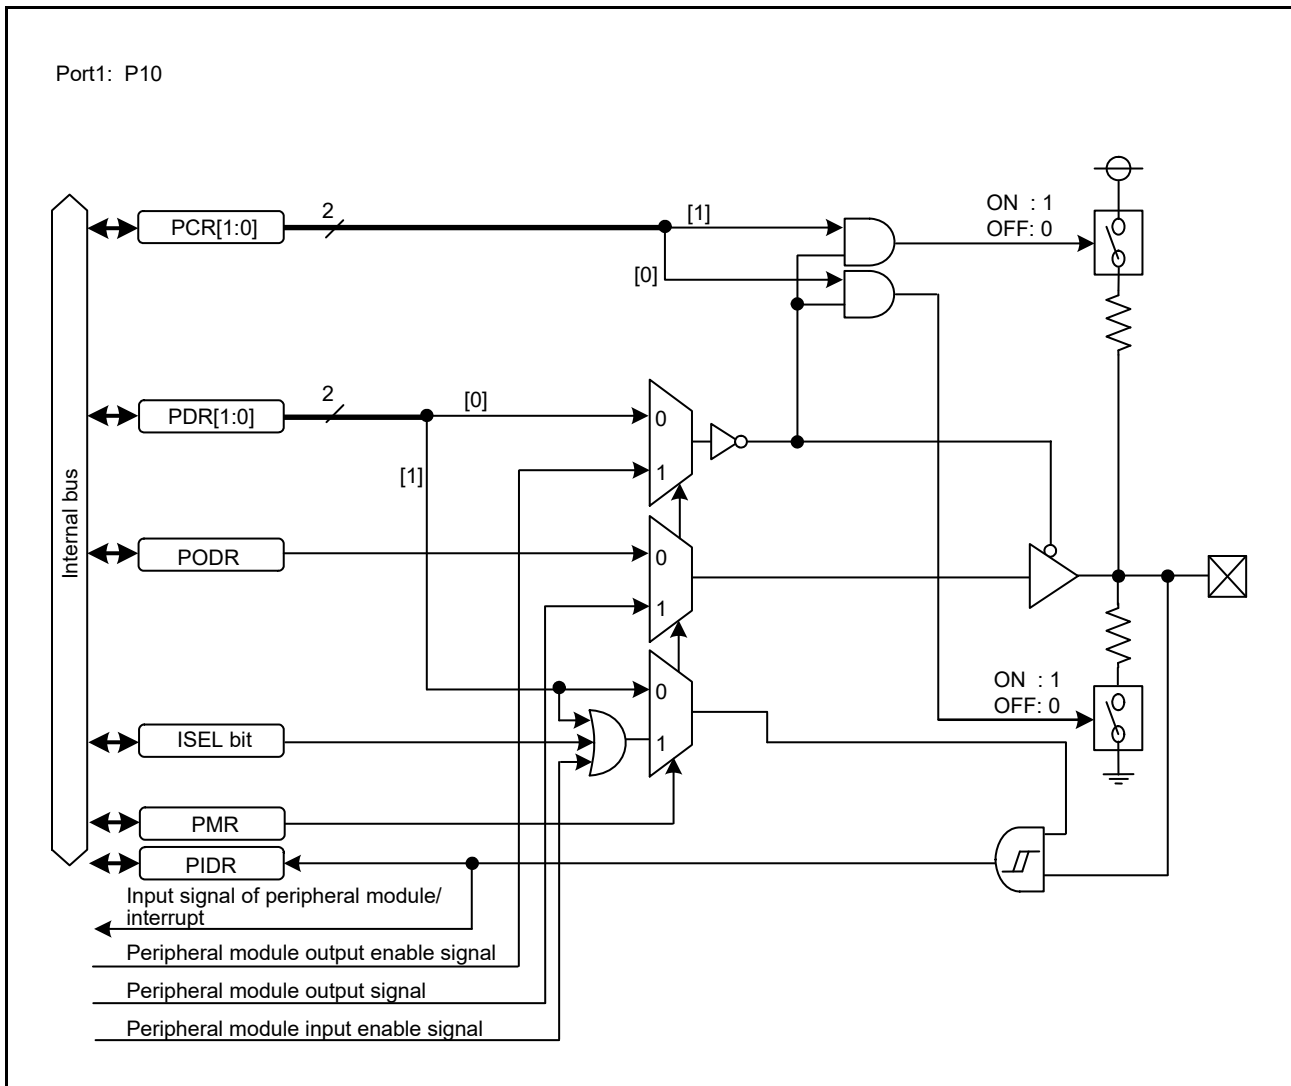 Port1: P10
ON : 1
OFF: 0
2
[1]
PCR[1:0]
[0]
2
[0]
PDR[1:0]
0
[1]
1
Internal bus
PODR
0
1
ON : 1
OFF: 0
0
ISEL bit
1
PMR
PIDR
Input signal of peripheral module/
interrupt
Peripheral module output enable signal
Peripheral module output signal
Peripheral module input enable signal